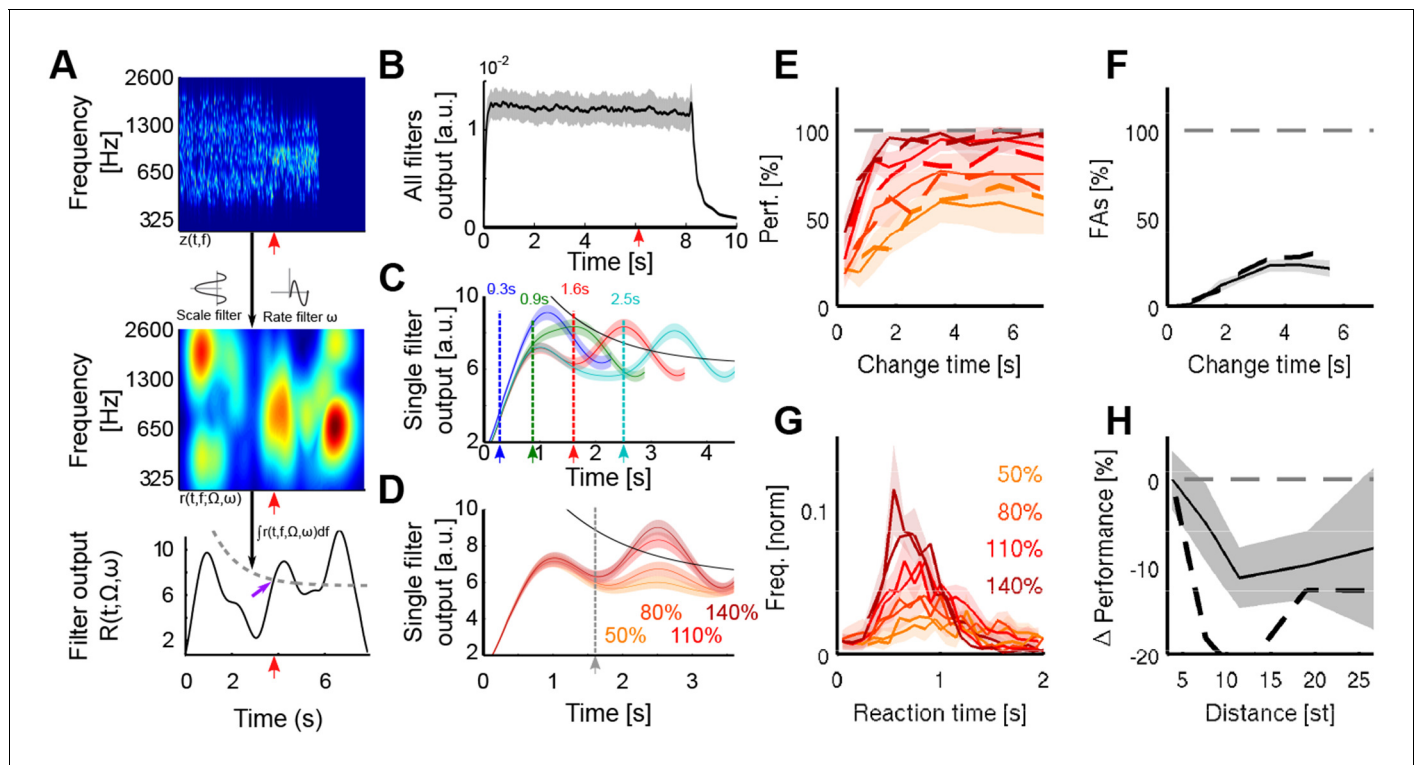 A
2600
1300
650
325
Frequency
[Hz]
z(t,f)
Scale filter
Rate filter ω
2600
1300
650
325
Frequency
[Hz]
r(t,f;Ω,ω)
∫r(t,f,Ω,ω)df
10
6
2
Filter output
R(t;Ω,ω)
0 2 4 6
Time (s)
B
10-2
1
0
All filters
output [a.u.]
0 2 4 6 8 10
Time [s]
C
0.3s 0.9s 1.6s 2.5s
10
8
6
4
2
Single filter
output [a.u.]
0 1 2 3 4
Time [s]
D
10
8
6
4
2
Single filter
output [a.u.]
80% 140%
50% 110%
0 1 2 3
Time [s]
E
100
50
0
Perf. [%]
0 2 4 6
Change time [s]
F
100
50
0
FAs [%]
0 2 4 6
Change time [s]
G
0.1
0
Freq. [norm]
50%
80%
110%
140%
0 1 2
Reaction time [s]
H
0
-10
-20
Δ Performance [%]
5 10 15 20 25
Distance [st]